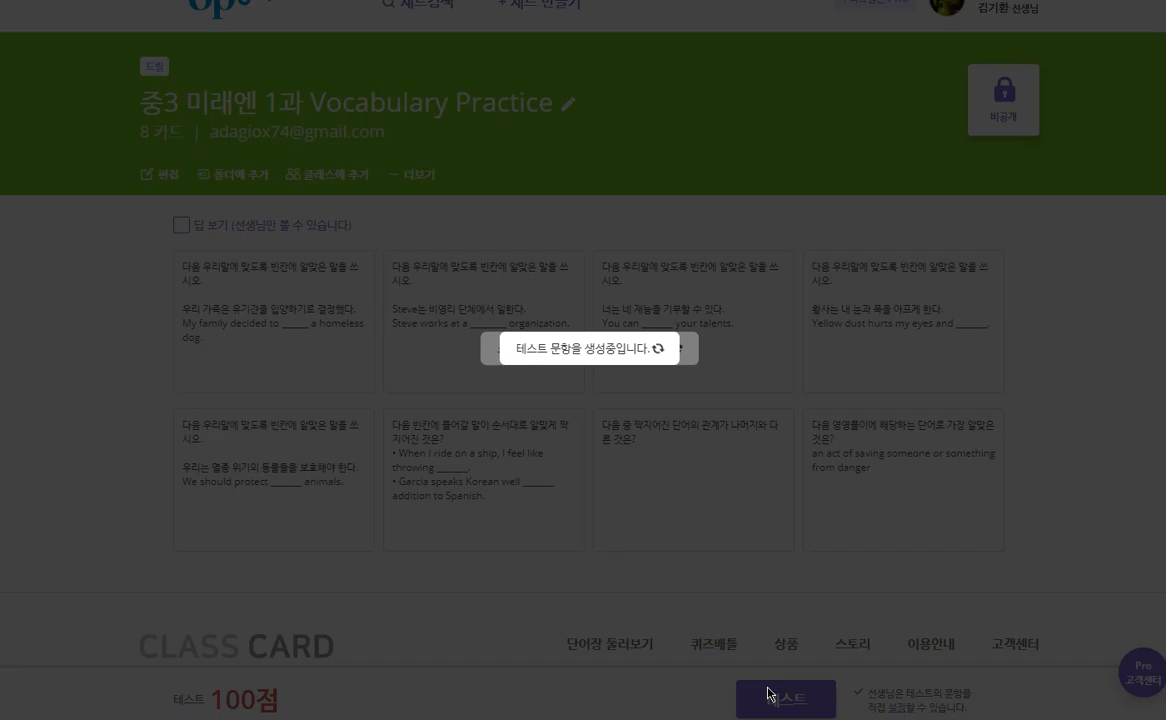 세트검색
+ 세트 만들기
김기환 선생님
드릴
중3 미래엔 1과 Vocabulary Practice
8 카드 | adagiox74@gmail.com
비공개
편집
폴더에 추가
클래스에 추가
더보기
답 보기 (선생님만 볼 수 있습니다)
다음 우리말에 맞도록 빈칸에 알맞은 말을 쓰
시오.
우리 가족은 유기견을 입양하기로 결정했다.
My family decided to ______ a homeless
dog.
다음 우리말에 맞도록 빈칸에 알맞은 말을 쓰
시오.
Steve는 비영리 단체에서 일한다.
Steve works at a ________ organization.
다음 우리말에 맞도록 빈칸에 알맞은 말을 쓰
시오.
너는 네 재능을 기부할 수 있다.
You can _______ your talents.
다음 우리말에 맞도록 빈칸에 알맞은 말을 쓰
시오.
황사는 내 눈과 목을 아프게 한다.
Yellow dust hurts my eyes and _______.
테스트 문항을 생성중입니다.
다음 우리말에 맞도록 빈칸에 알맞은 말을 쓰
시오.
우리는 멸종 위기의 동물들을 보호해야 한다.
We should protect _______ animals.
다음 빈칸에 들어갈 말이 순서대로 알맞게 짝
지어진 것은?
• When I ride on a ship, I feel like
throwing _______.
• Garcia speaks Korean well _______
addition to Spanish.
다음 중 짝지어진 단어의 관계가 나머지와 다
른 것은?
다음 영영풀이에 해당하는 단어로 가장 알맞은
것은?
an act of saving someone or something
from danger
CLASS CARD
단어장 둘러보기
퀴즈배틀
상품
스토리
이용안내
고객센터
Pro
고객센터
테스트 100점
테스트
선생님은 테스트의 문항을
직접 설정할 수 있습니다.